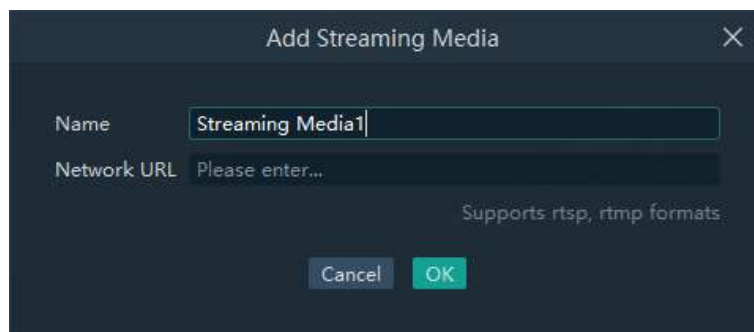 Add Streaming Media
Name Streaming Media1
Network URL Please enter...
Supports rtsp, rtmp formats
Cancel OK